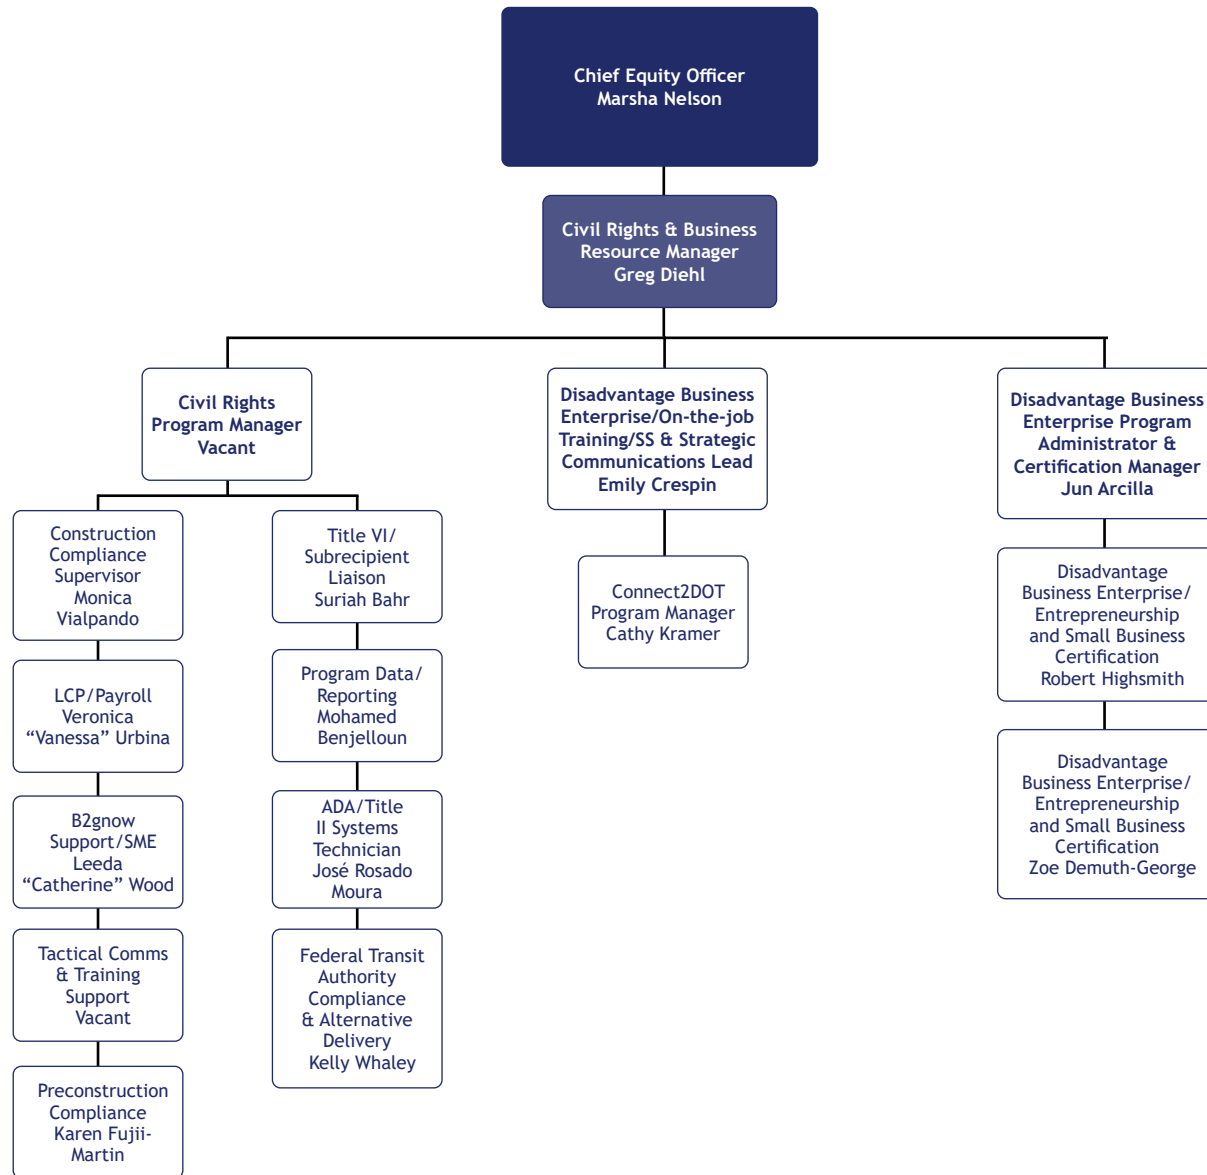 Chief Equity Officer
Marsha Nelson
Civil Rights & Business
Resource Manager
Greg Diehl
Civil Rights
Program Manager
Vacant
Disadvantage Business
Enterprise/On-the-job
Training/SS & Strategic
Communications Lead
Emily Crespin
Disadvantage Business
Enterprise Program
Administrator &
Certification Manager
Jun Arcilla
Construction
Compliance
Supervisor
Monica
Vialpando
LCP/Payroll
Veronica
“Vanessa” Urbina
B2gnow
Support/SME
Leeda
“Catherine” Wood
Tactical Comms
& Training
Support
Vacant
Preconstruction
Compliance
Karen Fujii-
Martin
Title VI/
Subrecipient
Liaison
Suriah Bahr
Program Data/
Reporting
Mohamed
Benjelloun
ADA/Title
II Systems
Technician
José Rosado
Moura
Federal Transit
Authority
Compliance
& Alternative
Delivery
Kelly Whaley
Connect2DOT
Program Manager
Cathy Kramer
Disadvantage
Business Enterprise/
Entrepreneurship
and Small Business
Certification
Robert Highsmith
Disadvantage
Business Enterprise/
Entrepreneurship
and Small Business
Certification
Zoe Demuth-George